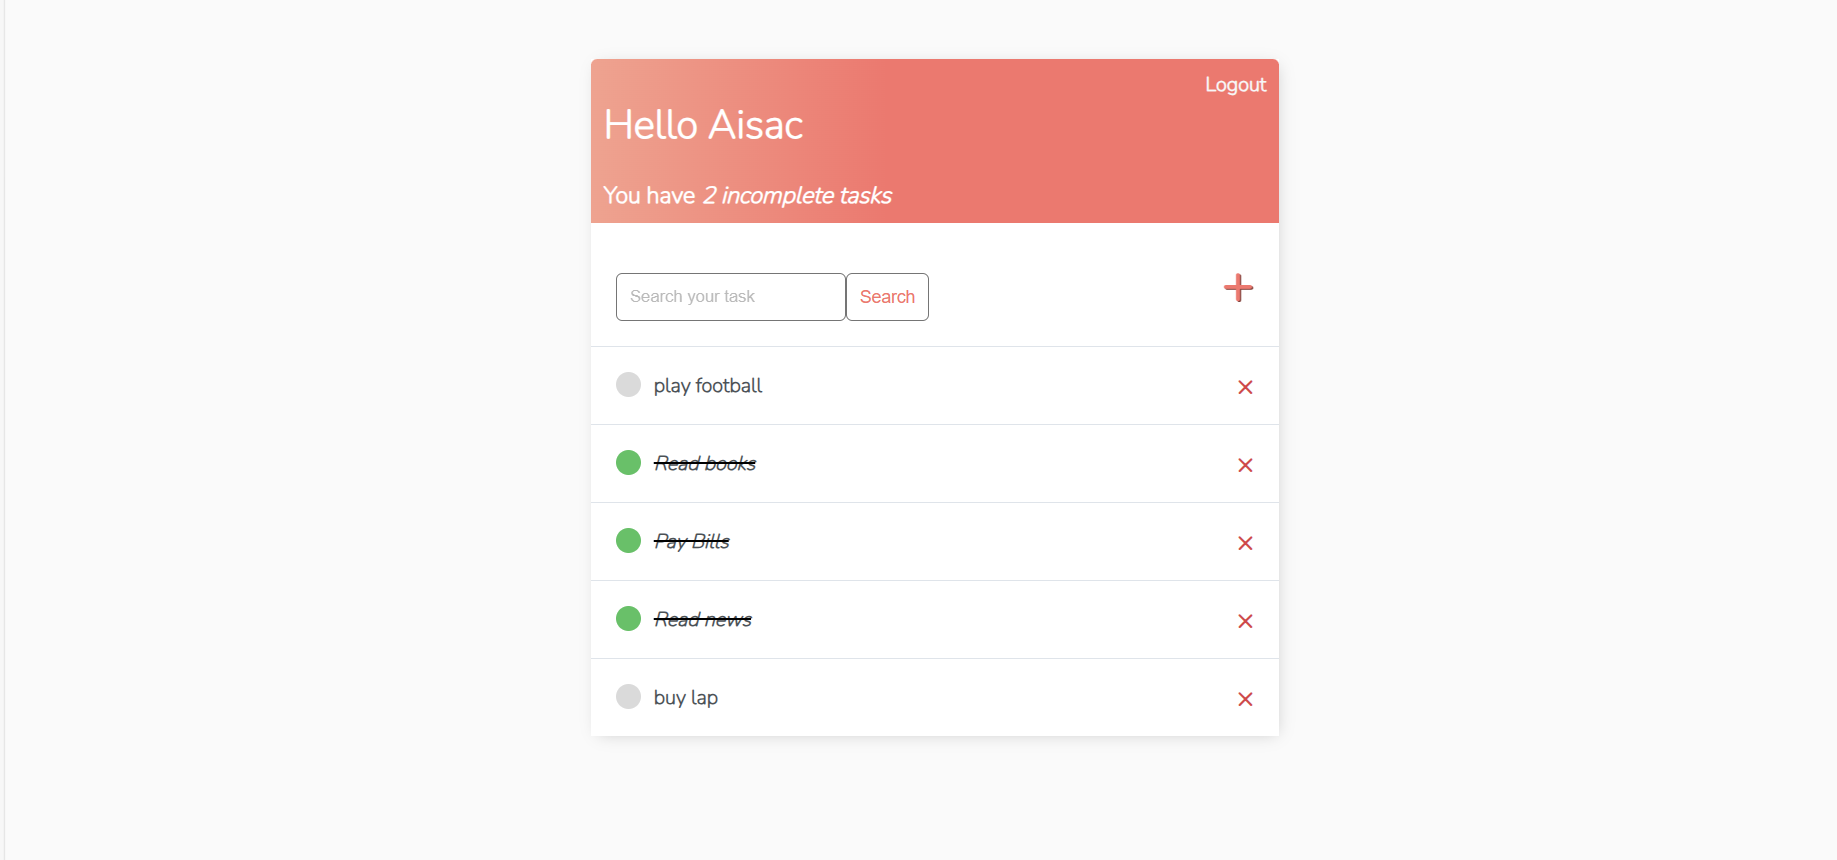 Logout
Hello Aisac
You have 2 incomplete tasks
Search your task
Search
play football
Read books
Pay Bills
Read news
buy lap